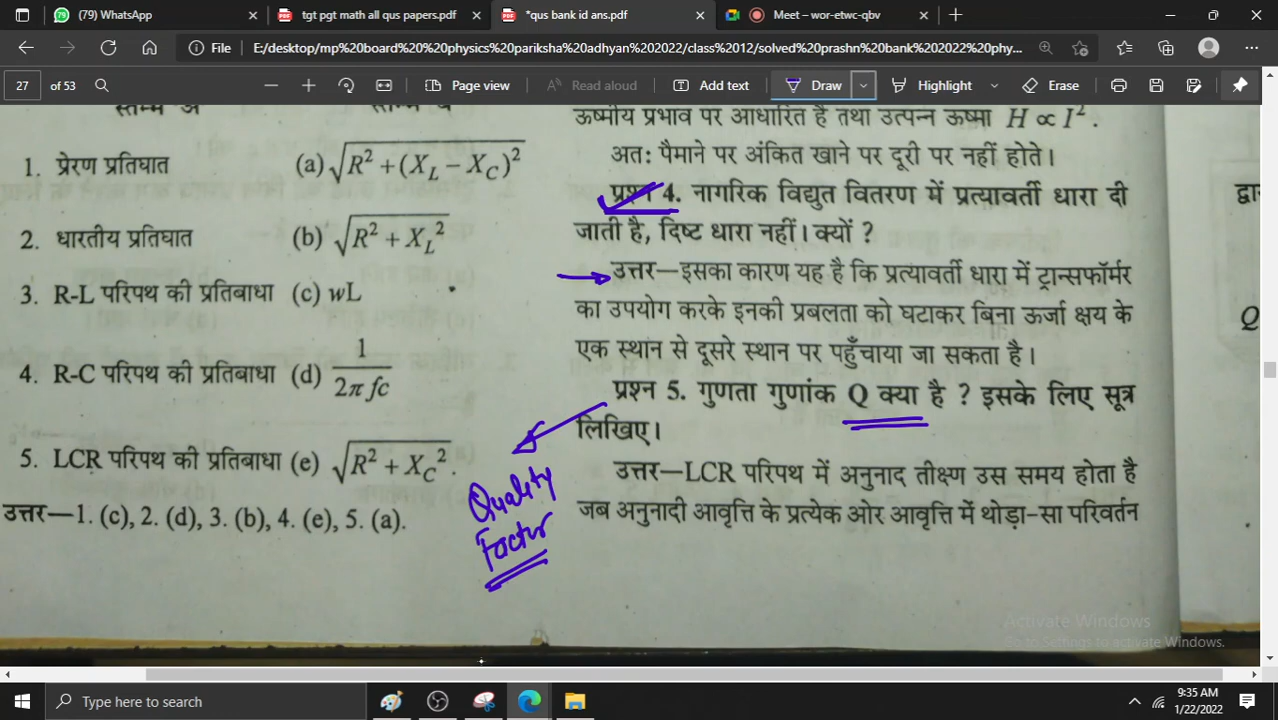 (79) WhatsApp
tgt pgt math all qus papers.pdf
*qus bank id ans.pdf
Meet – wor-etwc-qbv
File
E:/desktop/mp%20board%20%20physics%20pariksha%20adhyan%202022/class%2012/solved%20prashn%20bank%202022%20phy...
27 of 53
Page view
Read aloud
Add text
Draw
Highlight
Erase
1. प्रेरण प्रतिघात (a) √R² + (X_L – X_C)²
2. धारतीय प्रतिघात (b) √R² + X_L²
3. R-L परिपथ की प्रतिबाधा (c) wL
4. R-C परिपथ की प्रतिबाधा (d) 1/2π fc
5. LCR परिपथ की प्रतिबाधा (e) √R² + X_C².
उत्तर—1. (c), 2. (d), 3. (b), 4. (e), 5. (a).
Quality
Factor
ऊष्मीय प्रभाव पर आधारित है तथा उत्पन्न ऊष्मा H ∝ I².
अत: पैमाने पर अंकित खाने पर दूरी पर नहीं होते।
प्रश्न 4. नागरिक विद्युत वितरण में प्रत्यावर्ती धारा दी
जाती है, दिष्ट धारा नहीं। क्यों ?
उत्तर—इसका कारण यह है कि प्रत्यावर्ती धारा में ट्रान्सफॉर्मर
का उपयोग करके इनकी प्रबलता को घटाकर बिना ऊर्जा क्षय के
एक स्थान से दूसरे स्थान पर पहुँचाया जा सकता है।
प्रश्न 5. गुणता गुणांक Q क्या है ? इसके लिए सूत्र
लिखिए।
उत्तर—LCR परिपथ में अनुनाद तीक्ष्ण उस समय होता है
जब अनुनादी आवृत्ति के प्रत्येक ओर आवृत्ति में थोड़ा-सा परिवर्तन
Q
Activate Windows
Go to Settings to activate Windows.
Type here to search
9:35 AM
1/22/2022